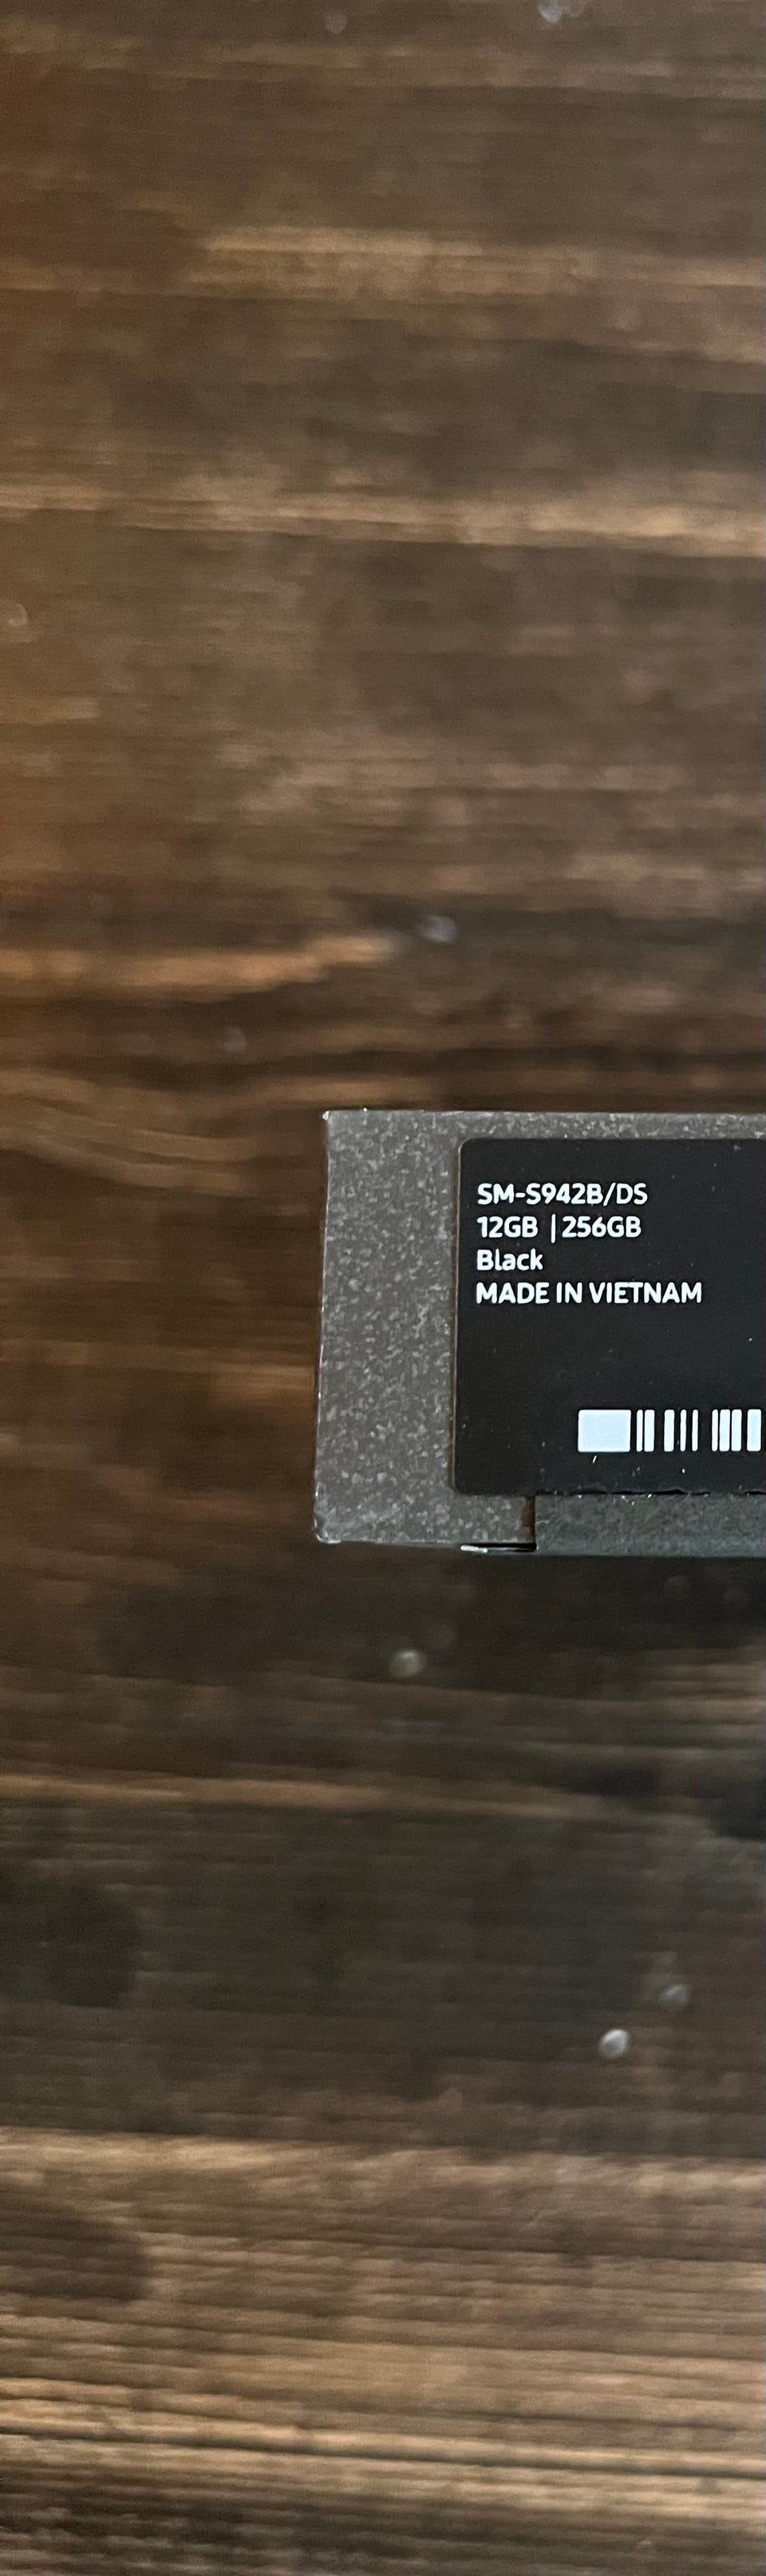 SM-S942B/DS
12GB | 256GB
Black
MADE IN VIETNAM